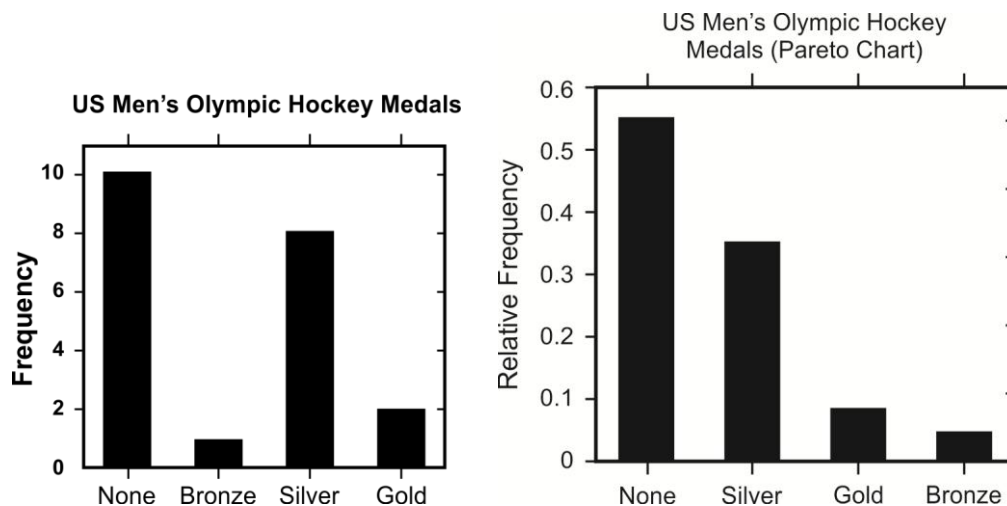 US Men’s Olympic Hockey Medals
10
8
6
4
2
0
Frequency
None Bronze Silver Gold
US Men’s Olympic Hockey
Medals (Pareto Chart)
0.6
0.5
0.4
0.3
0.2
0.1
0
Relative Frequency
None Silver Gold Bronze